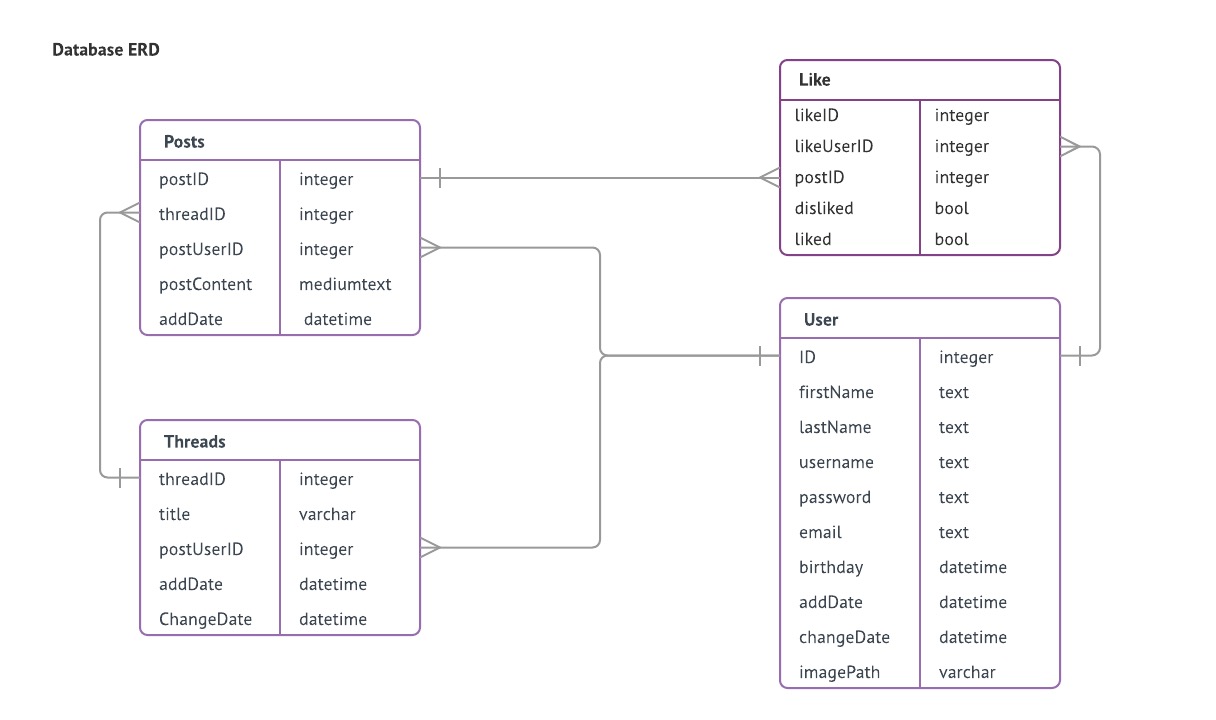 Database ERD
Like
likeID integer
likeUserID integer
postID integer
disliked bool
liked bool
Posts
postID integer
threadID integer
postUserID integer
postContent mediumtext
addDate datetime
User
ID integer
firstName text
lastName text
username text
password text
email text
birthday datetime
addDate datetime
changeDate datetime
imagePath varchar
Threads
threadID integer
title varchar
postUserID integer
addDate datetime
ChangeDate datetime